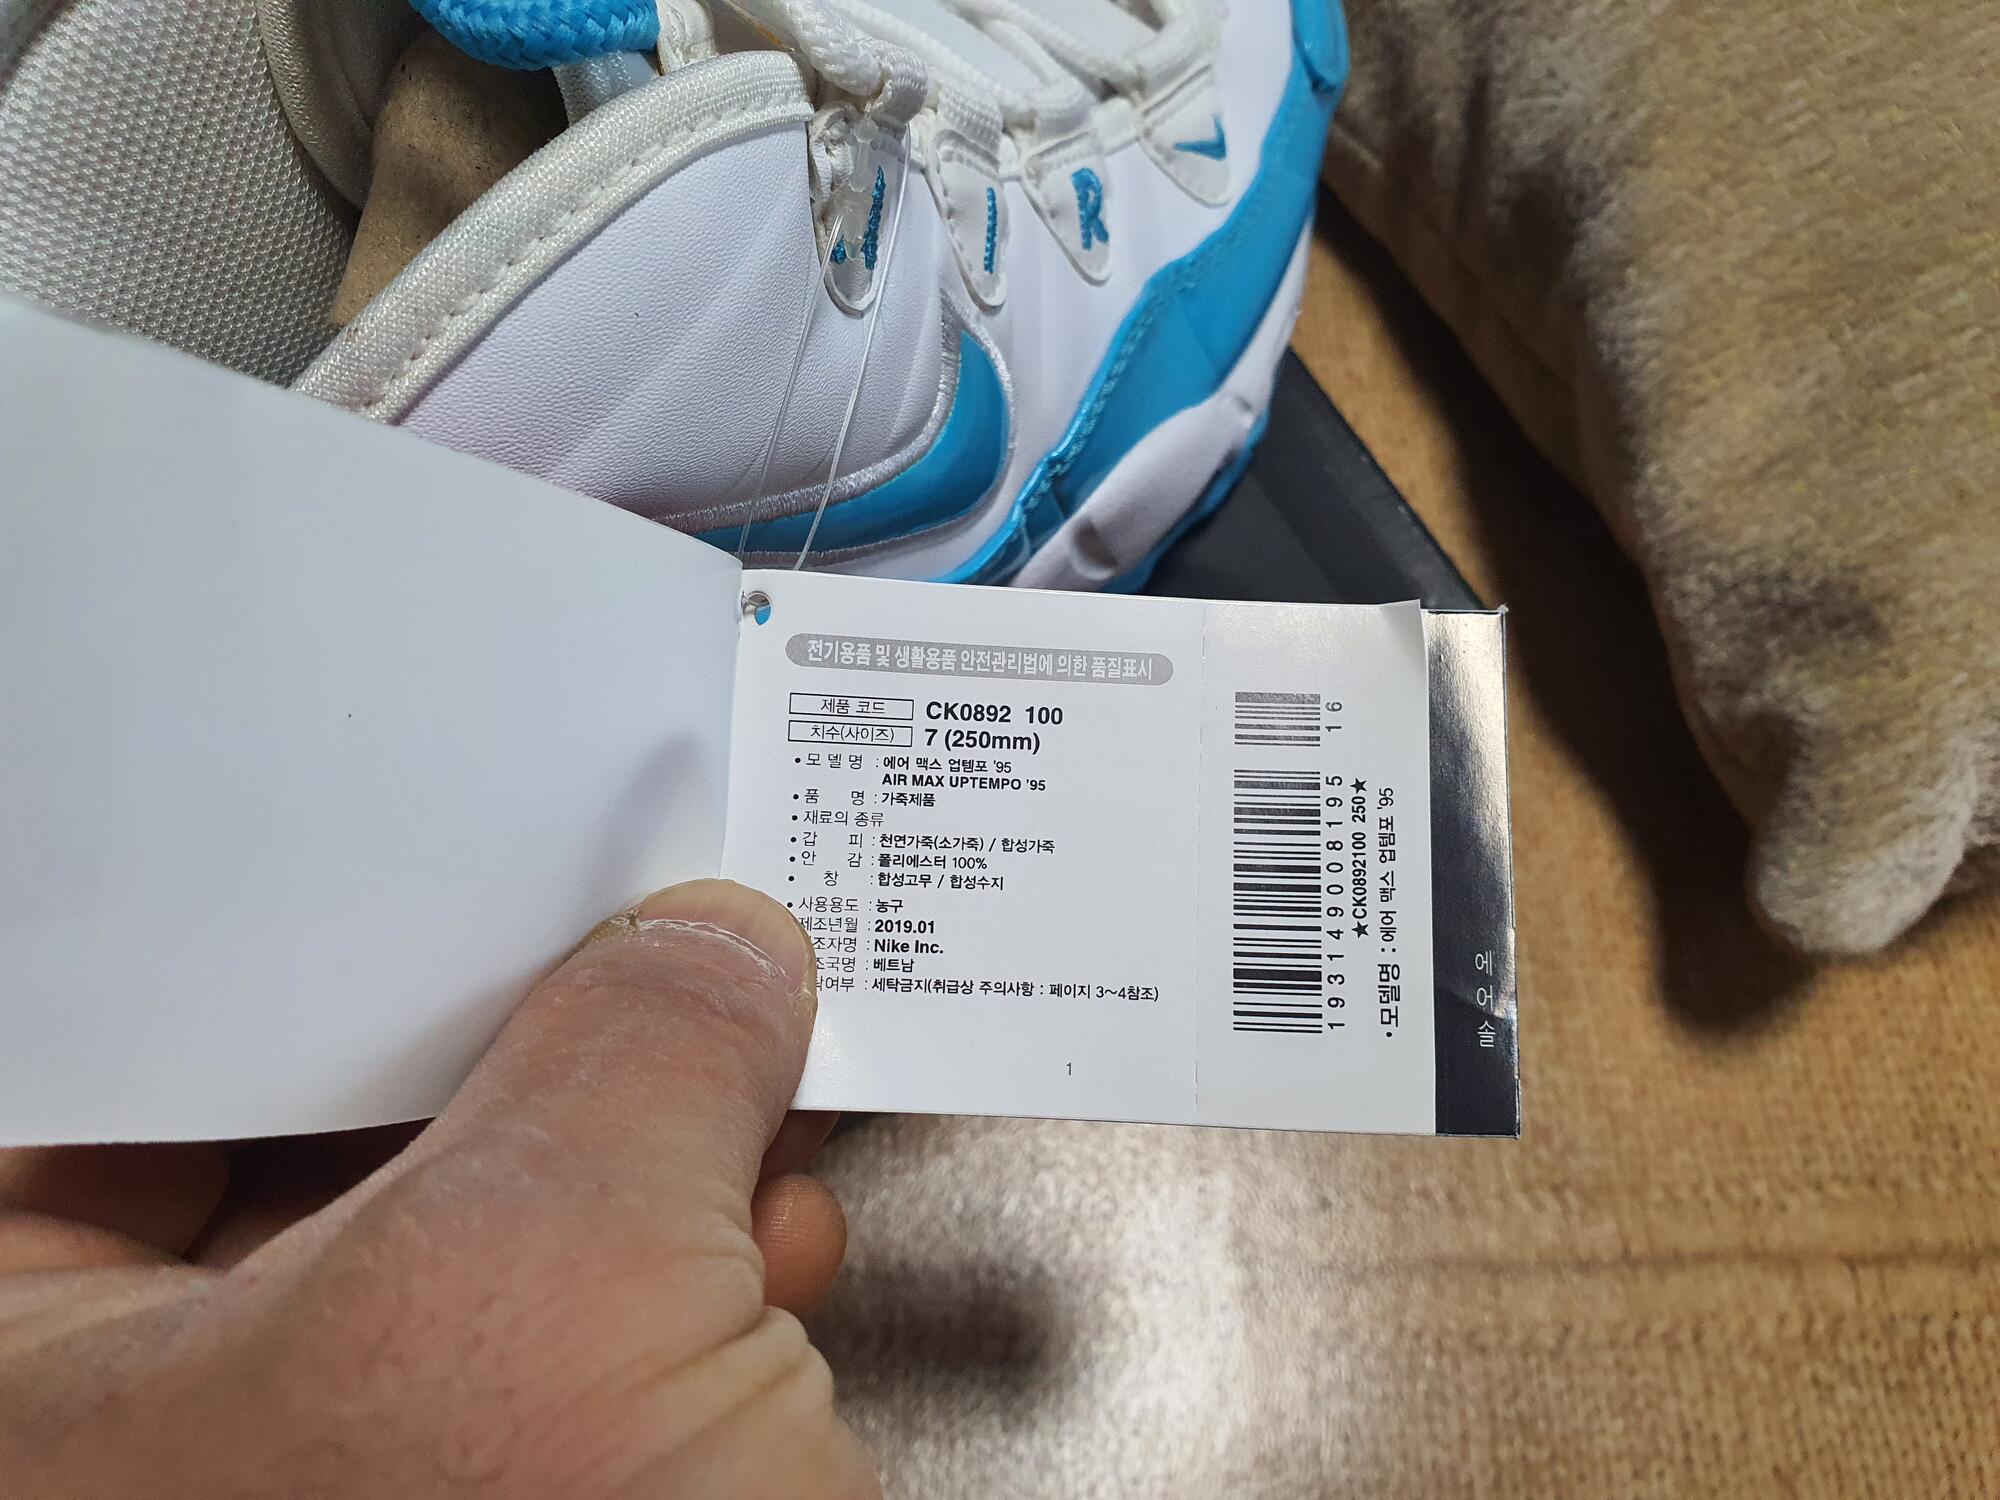 A
I
R
전기용품 및 생활용품 안전관리법에 의한 품질표시
제품 코드 CK0892 100
치수(사이즈) 7 (250mm)
• 모 델 명 : 에어 맥스 업템포 '95
AIR MAX UPTEMPO '95
• 품 명 : 가죽제품
• 재료의 종류
• 갑 피 : 천연가죽(소가죽) / 합성가죽
• 안 감 : 폴리에스터 100%
• 창 : 합성고무 / 합성수지
• 사용용도 : 농구
제조년월 : 2019.01
조자명 : Nike Inc.
조국명 : 베트남
탁여부 : 세탁금지(취급상 주의사항 : 페이지 3~4참조)
1
16
193149008195
★CK0892100 250★
•모델명 : 에어 맥스 업템포 '95
에어솔